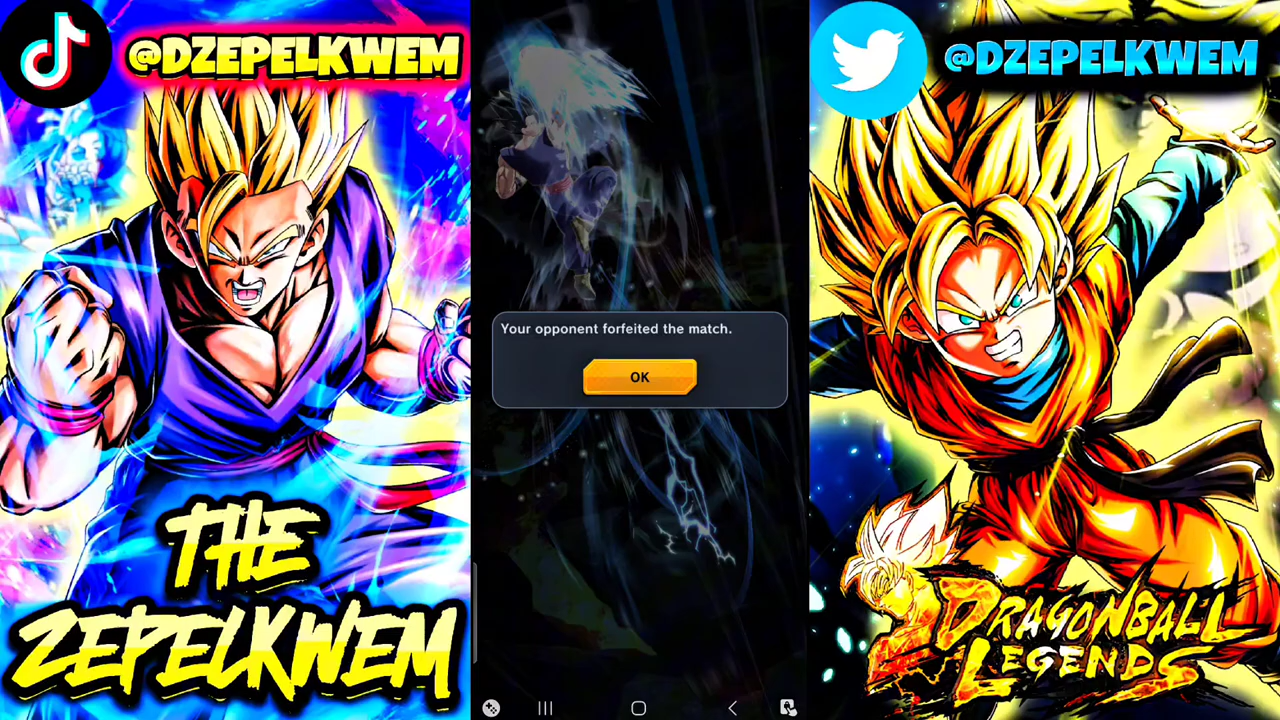 @DZEPELKWEM
@DZEPELKWEM
Your opponent forfeited the match.
OK
THE
ZEPELKWEM
DRAGONBALL
LEGENDS